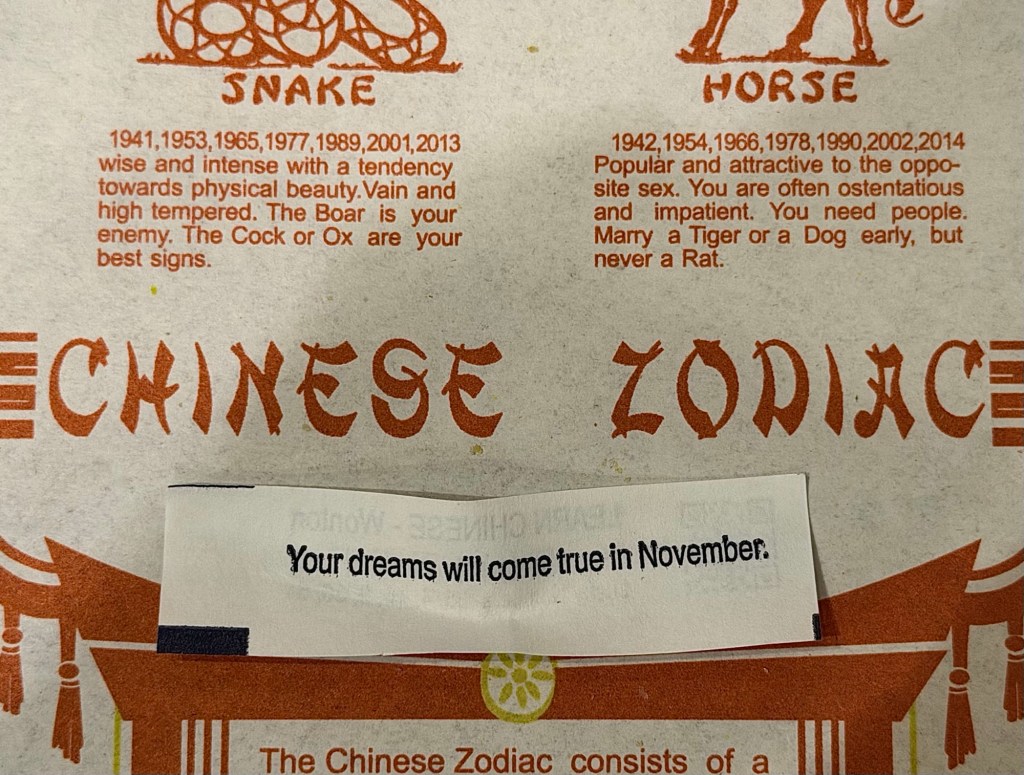 SNAKE
1941,1953,1965,1977,1989,2001,2013
wise and intense with a tendency
towards physical beauty.Vain and
high tempered. The Boar is your
enemy. The Cock or Ox are your
best signs.
HORSE
1942,1954,1966,1978,1990,2002,2014
Popular and attractive to the oppo-
site sex. You are often ostentatious
and impatient. You need people.
Marry a Tiger or a Dog early, but
never a Rat.
CHINESE ZODIAC
LEARN CHINESE - Wonton
Your dreams will come true in November.
The Chinese Zodiac consists of a